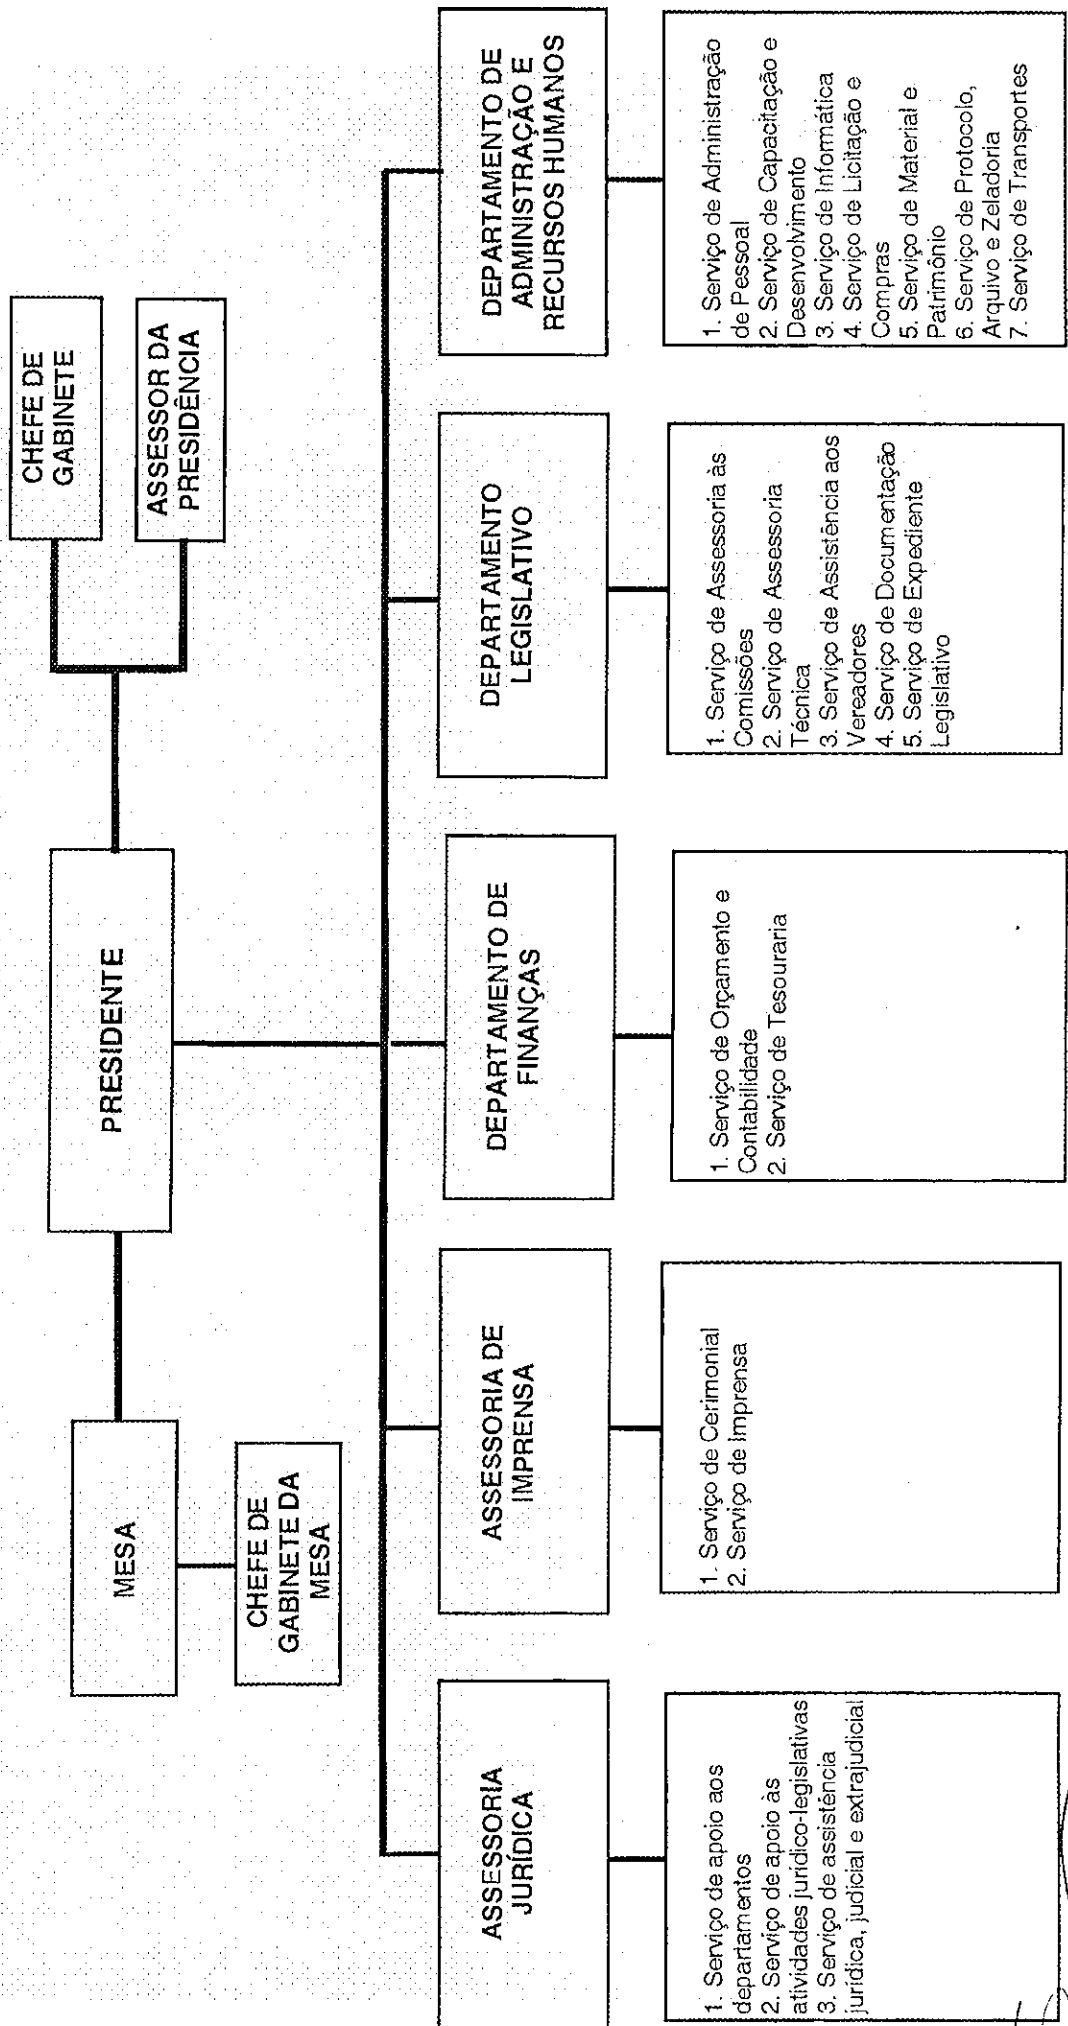 MESA
CHEFE DE
GABINETE DA
MESA
PRESIDENTE
CHEFE DE
GABINETE
ASSESSOR DA
PRESIDÊNCIA
ASSESSORIA
JURÍDICA
1. Serviço de apoio aos
departamentos
2. Serviço de apoio às
atividades jurídico-legislativas
3. Serviço de assistência
jurídica, judicial e extrajudicial
ASSESSORIA DE
IMPRENSA
1. Serviço de Cerimonial
2. Serviço de Imprensa
DEPARTAMENTO DE
FINANÇAS
1. Serviço de Orçamento e
Contabilidade
2. Serviço de Tesouraria
DEPARTAMENTO
LEGISLATIVO
1. Serviço de Assessoria às
Comissões
2. Serviço de Assessoria
Técnica
3. Serviço de Assistência aos
Vereadores
4. Serviço de Documentação
5. Serviço de Expediente
Legislativo
DEPARTAMENTO DE
ADMINISTRAÇÃO E
RECURSOS HUMANOS
1. Serviço de Administração
de Pessoal
2. Serviço de Capacitação e
Desenvolvimento
3. Serviço de Informática
4. Serviço de Licitação e
Compras
5. Serviço de Material e
Patrimônio
6. Serviço de Protocolo,
Arquivo e Zeladoria
7. Serviço de Transportes